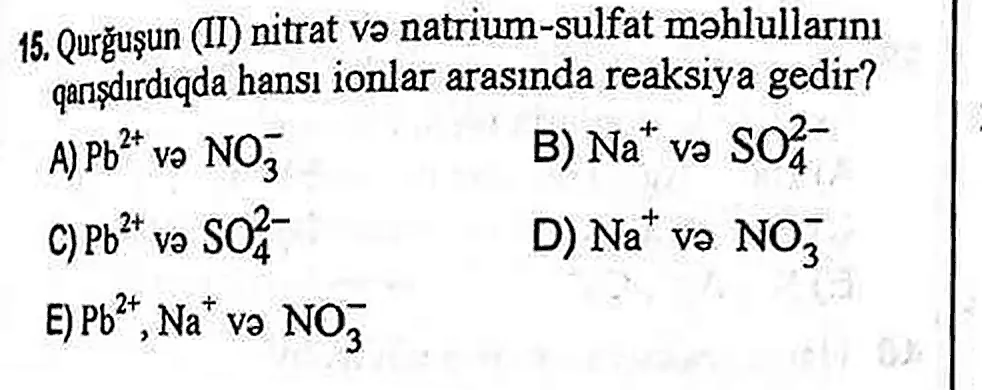 15. Qurğuşun (II) nitrat və natrium-sulfat məhlullarını
qarışdırdıqda hansı ionlar arasında reaksiya gedir?
A) Pb²⁺ və NO₃⁻ B) Na⁺ və SO₄²⁻
C) Pb²⁺ və SO₄²⁻ D) Na⁺ və NO₃⁻
E) Pb²⁺, Na⁺ və NO₃⁻